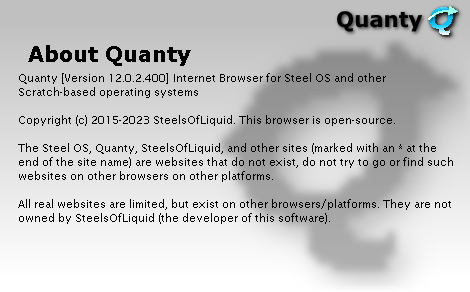 Quanty
About Quanty
Quanty [Version 12.0.2.400] Internet Browser for Steel OS and other
Scratch-based operating systems
Copyright (c) 2015-2023 SteelsOfLiquid. This browser is open-source.
The Steel OS, Quanty, SteelsOfLiquid, and other sites (marked with an * at the
end of the site name) are websites that do not exist, do not try to go or find such
websites on other browsers on other platforms.
All real websites are limited, but exist on other browsers/platforms. They are not
owned by SteelsOfLiquid (the developer of this software).